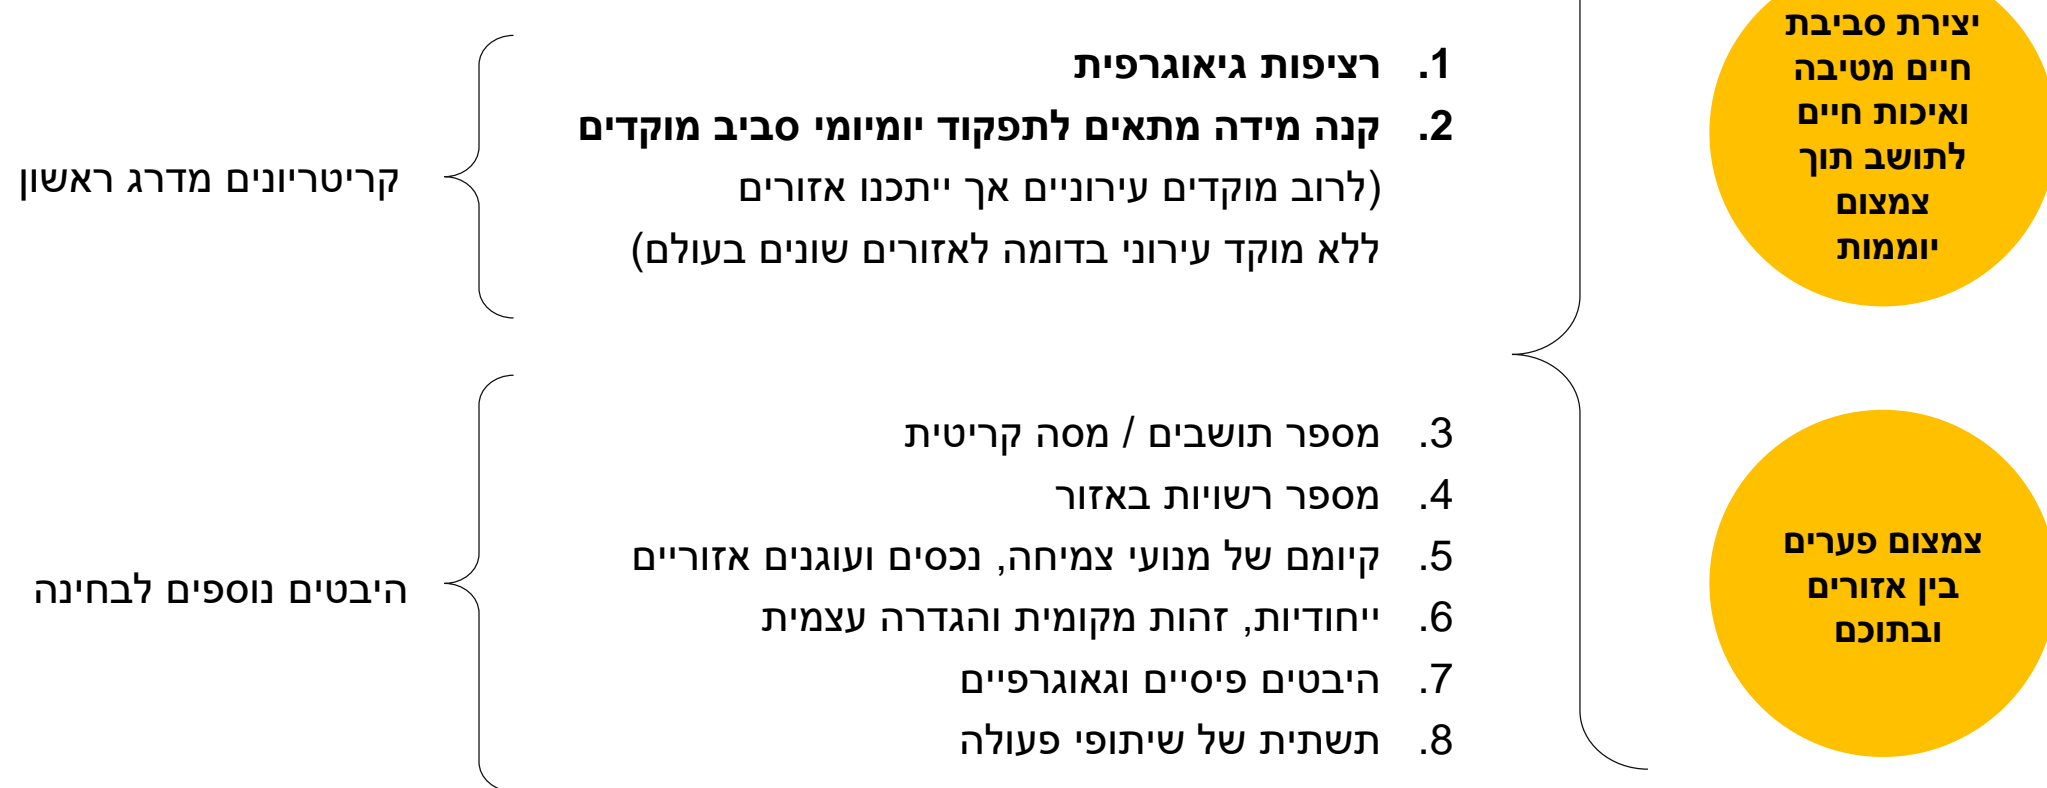 יצירת סביבת
חיים מטיבה
ואיכות חיים
לתושב תוך
צמצום
יוממות
צמצום פערים
בין אזורים
ובתוכם
1. רציפות גיאוגרפית
2. קנה מידה מתאים לתפקוד יומיומי סביב מוקדים
(לרוב מוקדים עירוניים אך ייתכנו אזורים
ללא מוקד עירוני בדומה לאזורים שונים בעולם)
3. מספר תושבים / מסה קריטית
4. מספר רשויות באזור
5. קיומם של מנועי צמיחה, נכסים ועוגנים אזוריים
6. ייחודיות, זהות מקומית והגדרה עצמית
7. היבטים פיסיים וגאוגרפיים
8. תשתית של שיתופי פעולה
קריטריונים מדרג ראשון
היבטים נוספים לבחינה